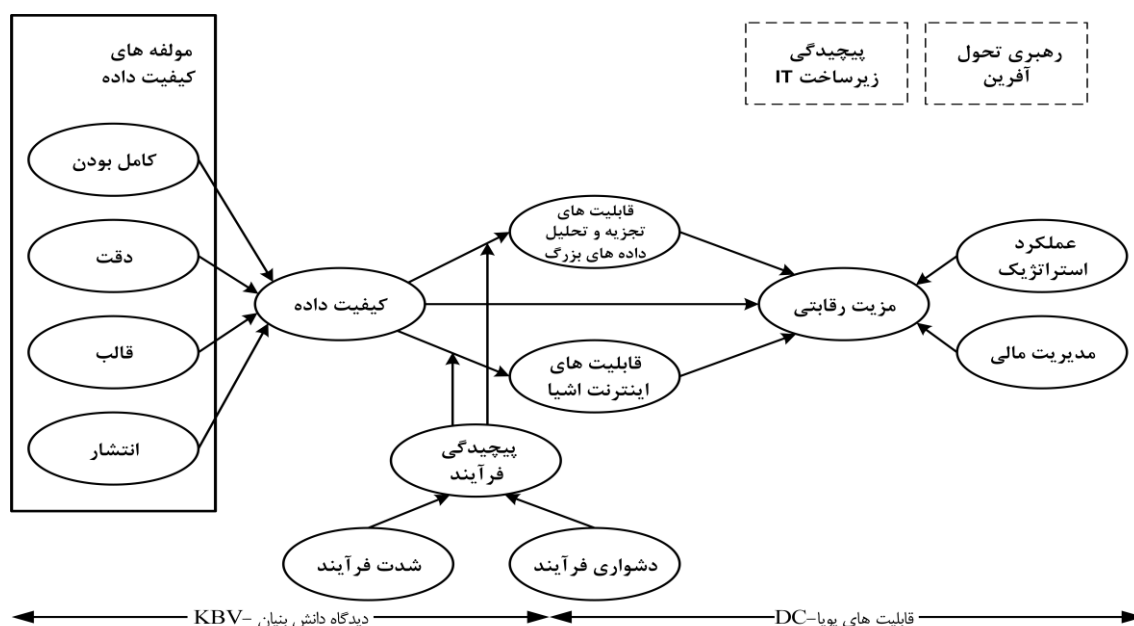 مولفه های
کیفیت داده
پیچیدگی
زیرساخت IT
رهبری تحول
آفرین
کامل بودن
دقت
قالب
انتشار
کیفیت داده
قابلیت های
تجزیه و تحلیل
داده های بزرگ
قابلیت های
اینترنت اشیا
مزیت رقابتی
عملکرد
استراتژیک
مدیریت مالی
پیچیدگی
فرآیند
شدت فرآیند
دشواری فرآیند
دیدگاه دانش بنیان –KBV
قابلیت های پویا–DC